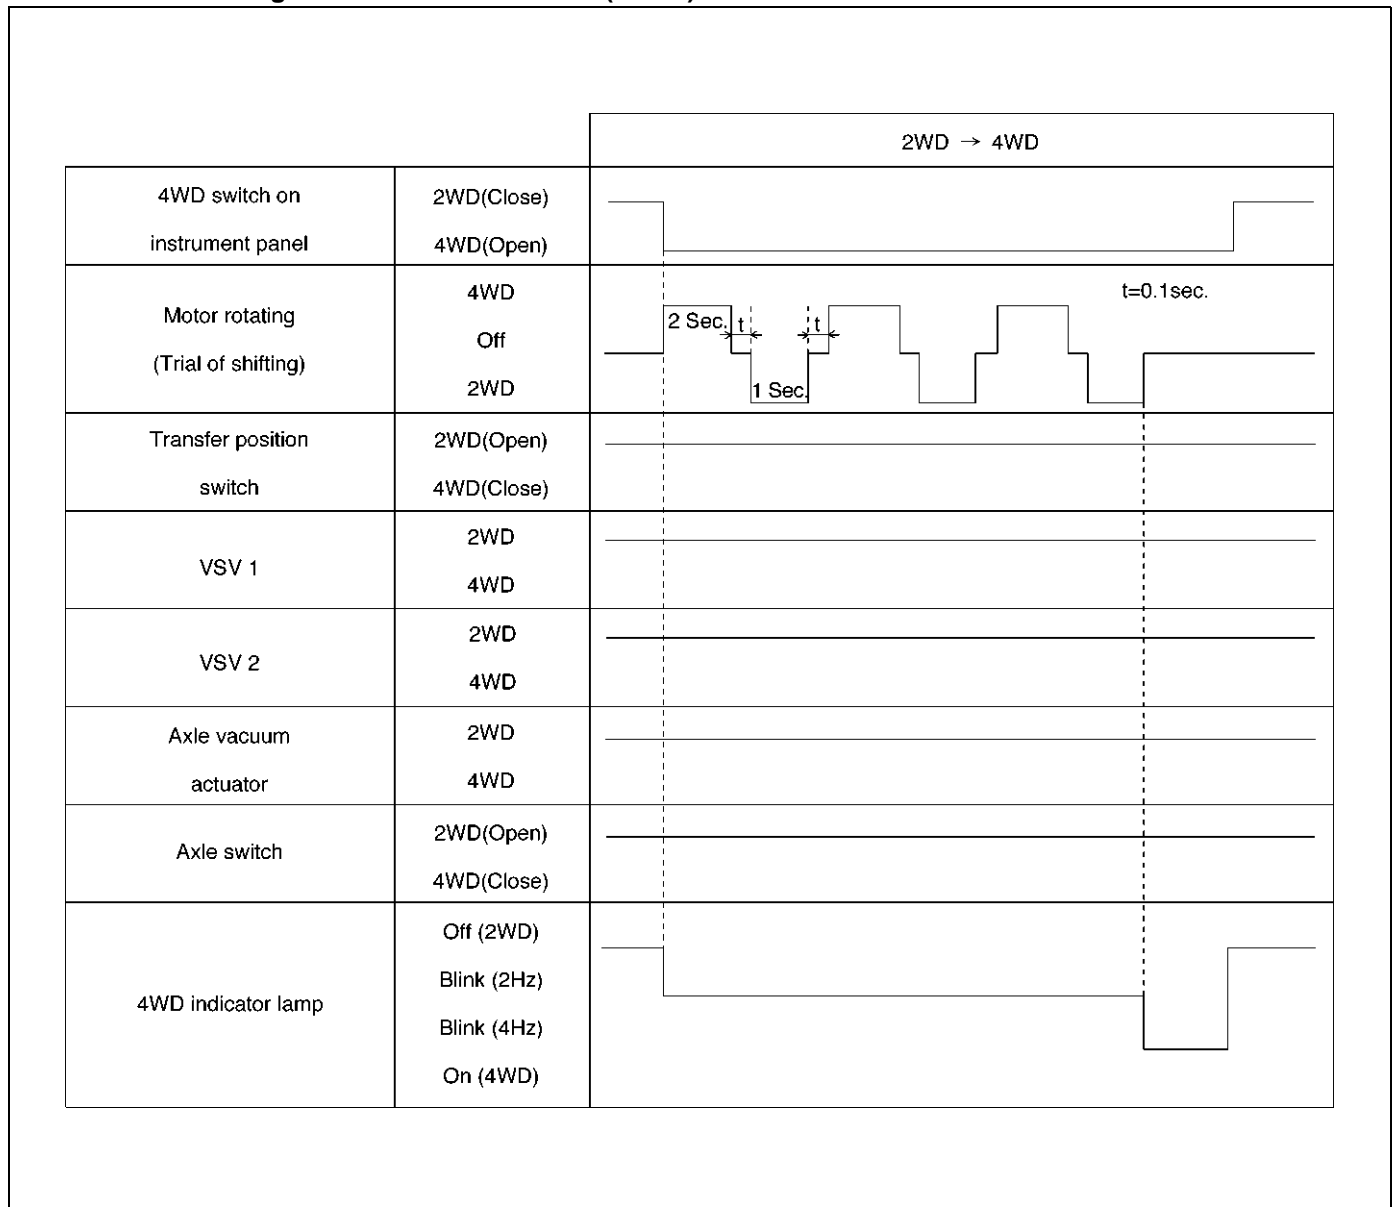 2WD → 4WD
4WD switch on
instrument panel
2WD(Close)
4WD(Open)
Motor rotating
(Trial of shifting)
4WD
Off
2WD
2 Sec.
t
1 Sec.
t
t=0.1sec.
Transfer position
switch
2WD(Open)
4WD(Close)
VSV 1
2WD
4WD
VSV 2
2WD
4WD
Axle vacuum
actuator
2WD
4WD
Axle switch
2WD(Open)
4WD(Close)
4WD indicator lamp
Off (2WD)
Blink (2Hz)
Blink (4Hz)
On (4WD)